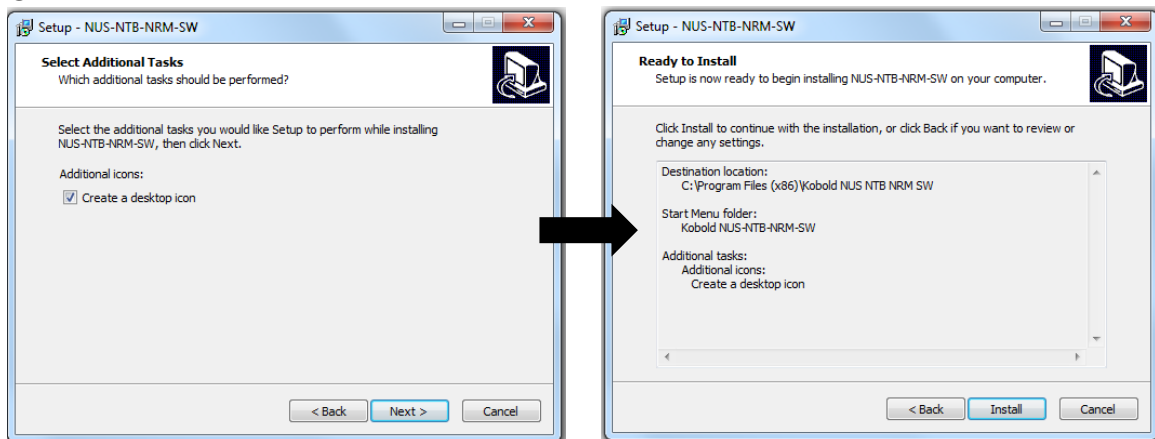 Setup - NUS-NTB-NRM-SW
Select Additional Tasks
Which additional tasks should be performed?
Select the additional tasks you would like Setup to perform while installing
NUS-NTB-NRM-SW, then click Next.
Additional icons:
Create a desktop icon
< Back
Next >
Cancel
Setup - NUS-NTB-NRM-SW
Ready to Install
Setup is now ready to begin installing NUS-NTB-NRM-SW on your computer.
Click Install to continue with the installation, or click Back if you want to review or
change any settings.
Destination location:
C:\Program Files (x86)\Kobold NUS NTB NRM SW
Start Menu folder:
Kobold NUS-NTB-NRM-SW
Additional tasks:
Additional icons:
Create a desktop icon
< Back
Install
Cancel